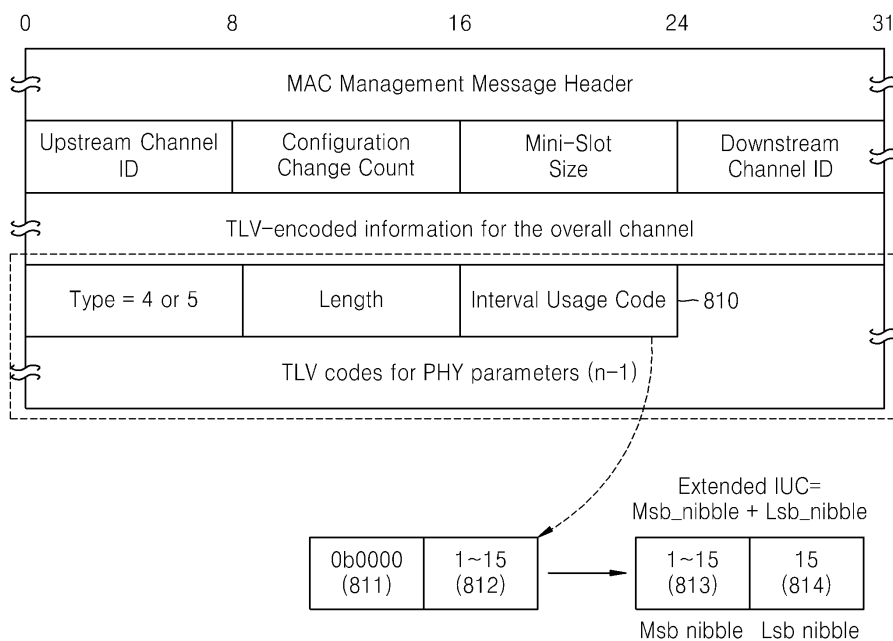 0 8 16 24 31
MAC Management Message Header
Upstream Channel
ID
Configuration
Change Count
Mini-Slot
Size
Downstream
Channel ID
TLV-encoded information for the overall channel
Type = 4 or 5
Length
Interval Usage Code
810
TLV codes for PHY parameters (n-1)
Extended IUC=
Msb_nibble + Lsb_nibble
0b0000
(811)
1~15
(812)
1~15
(813)
15
(814)
Msb nibble
Lsb nibble